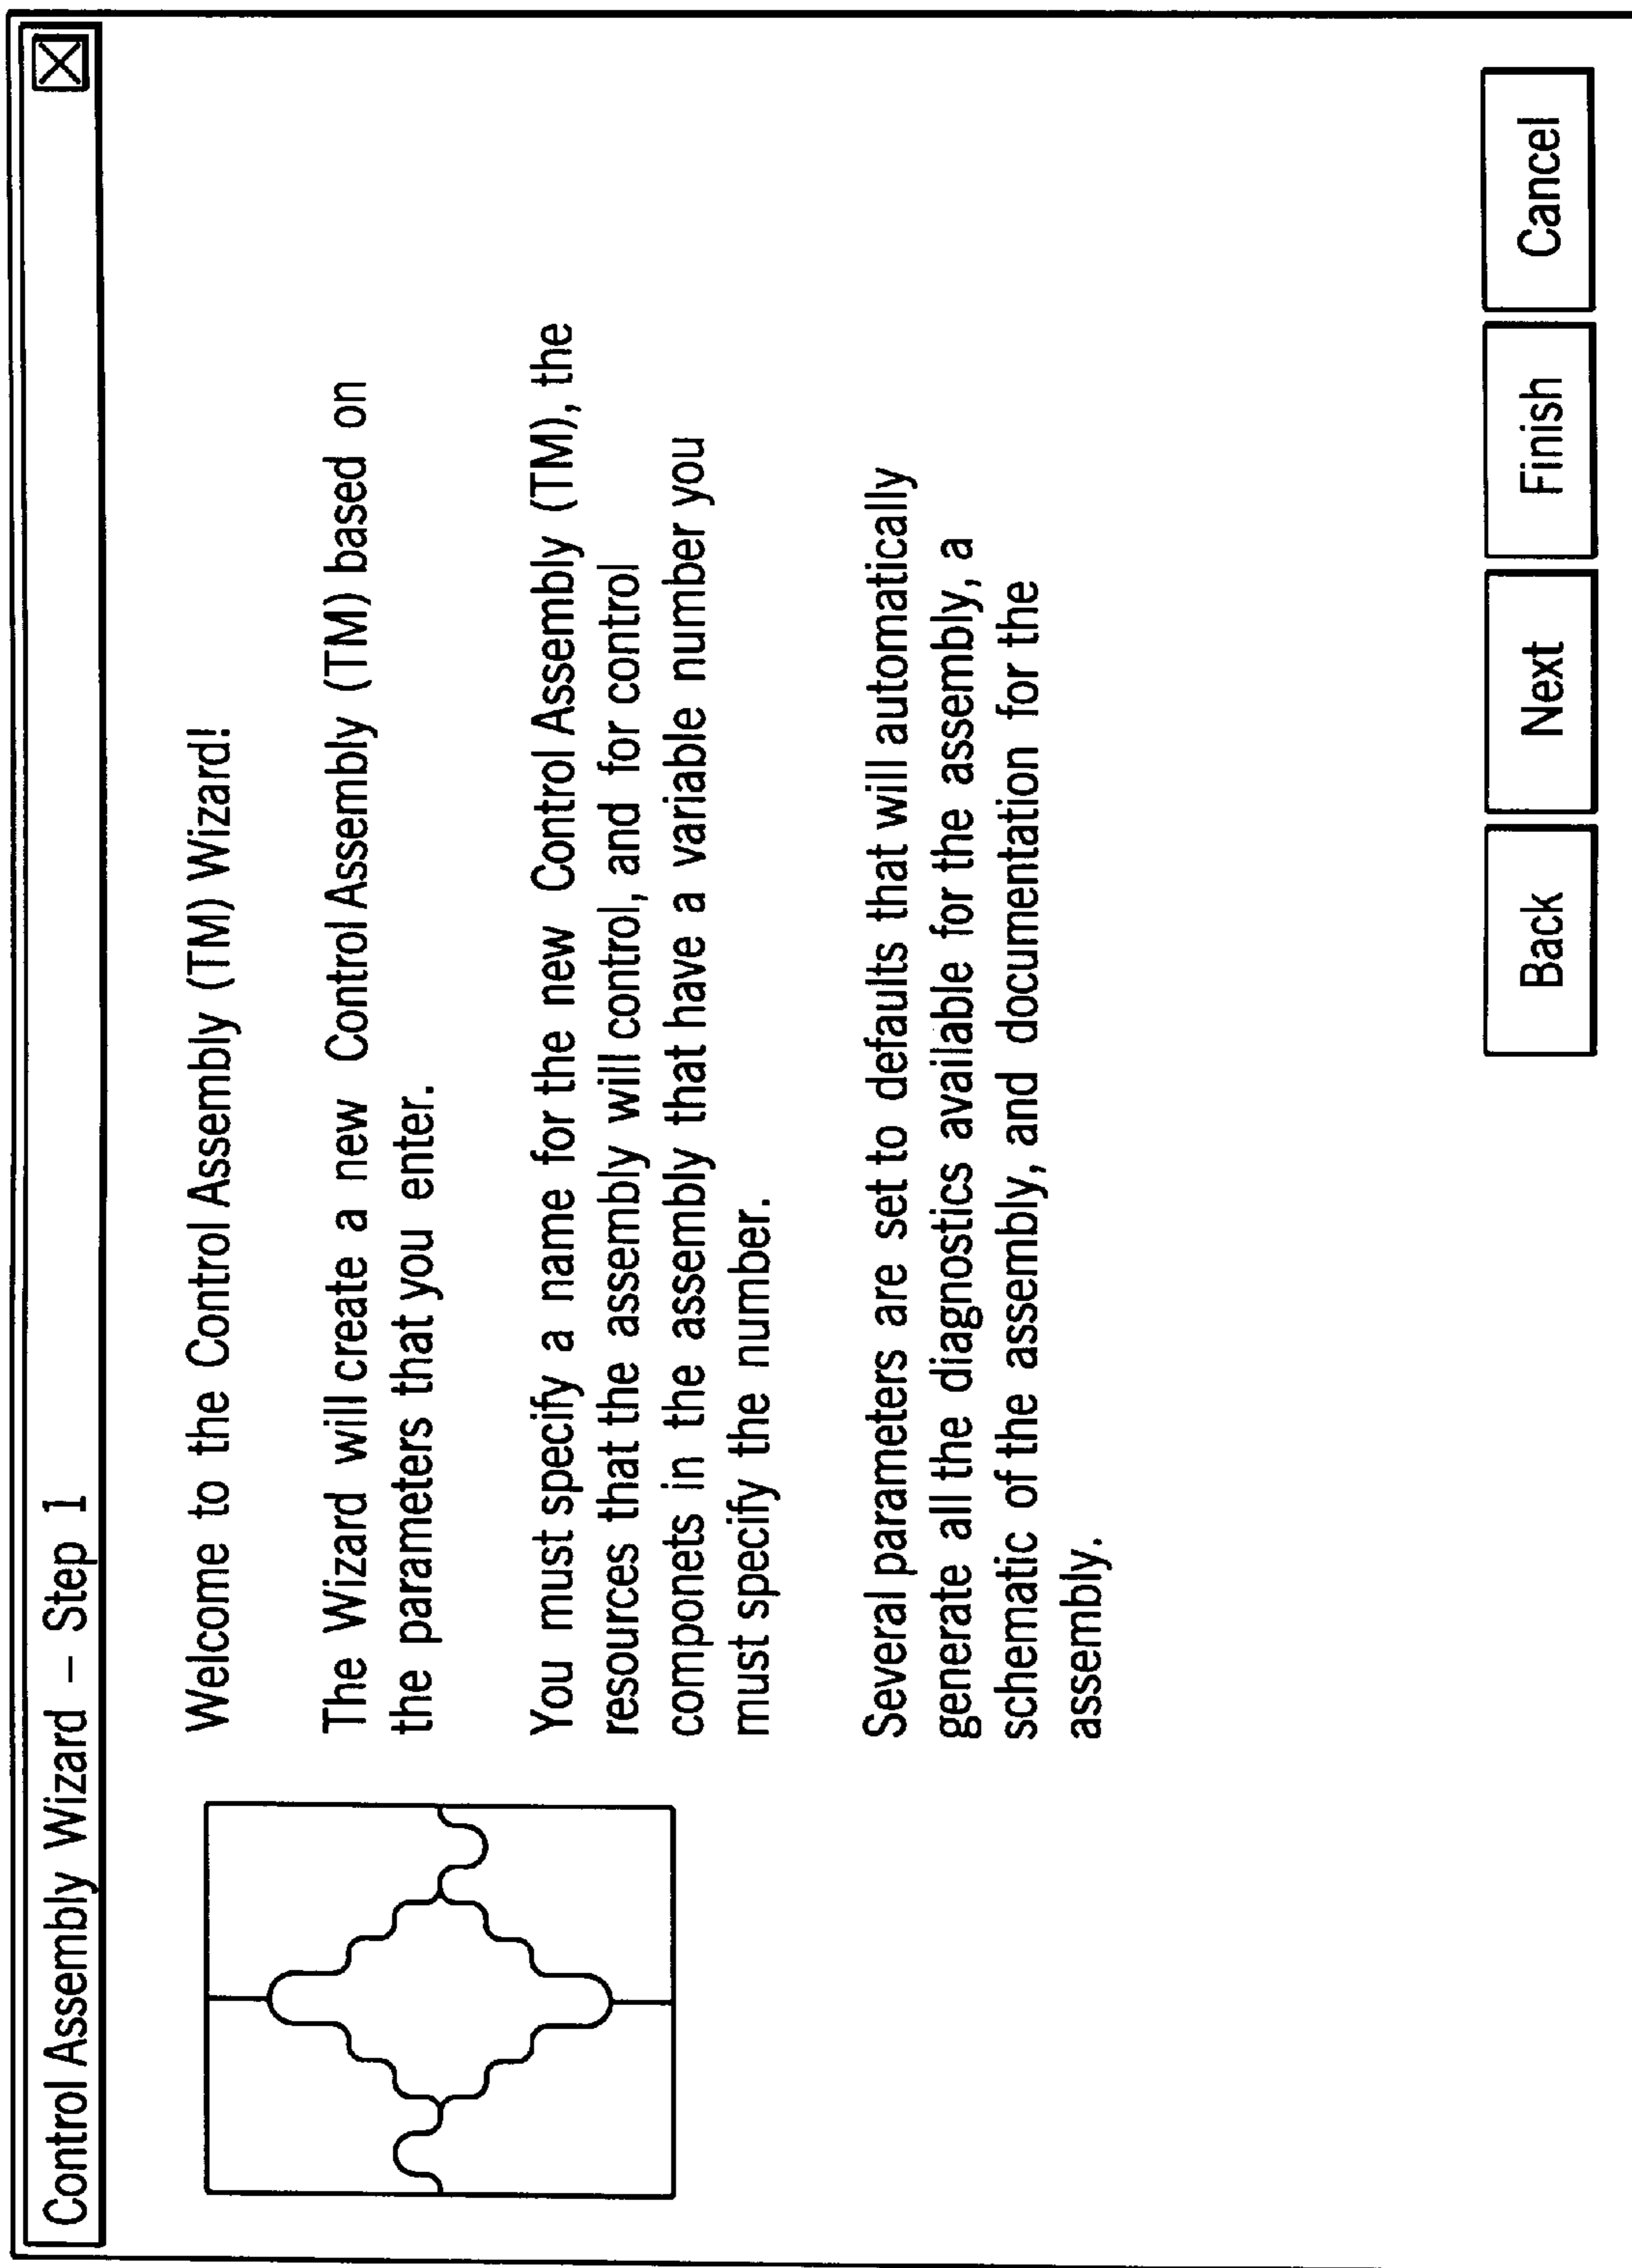 Control Assembly Wizard – Step 1
Welcome to the Control Assembly (TM) Wizard!
The Wizard will create a new Control Assembly (TM) based on
the parameters that you enter.
You must specify a name for the new Control Assembly (TM), the
resources that the assembly will control, and for control
componets in the assembly that have a variable number you
must specify the number.
Several parameters are set to defaults that will automatically
generate all the diagnostics available for the assembly, a
schematic of the assembly, and documentation for the
assembly.
Back Next Finish Cancel